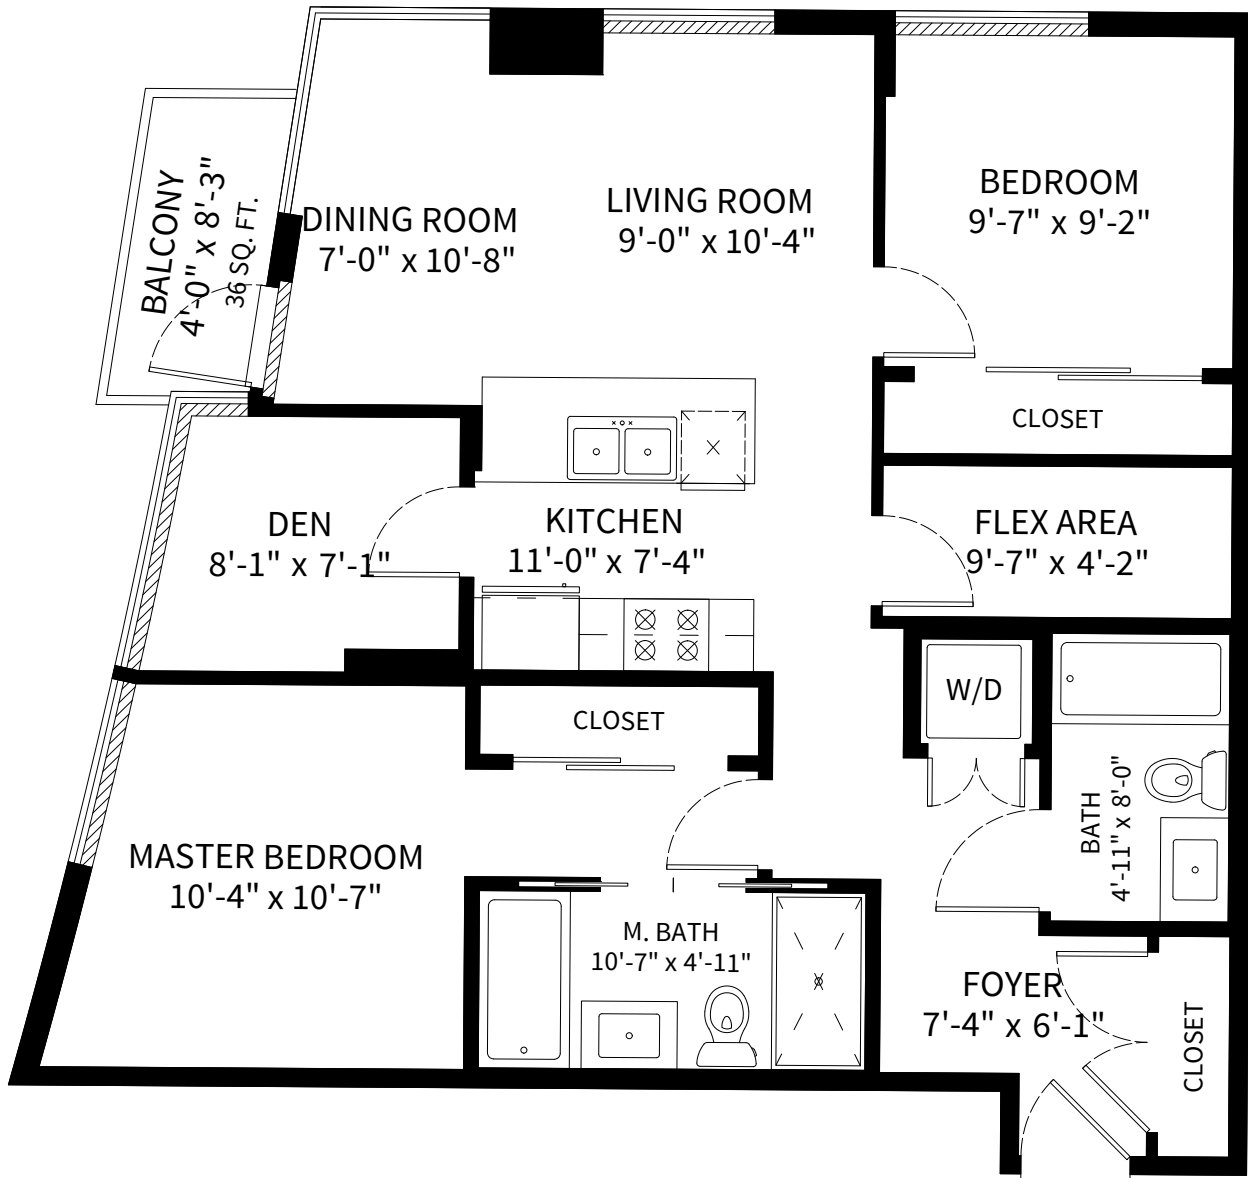 BALCONY
4'-0" x 8'-3"
36 SQ. FT.
DINING ROOM
7'-0" x 10'-8"
LIVING ROOM
9'-0" x 10'-4"
BEDROOM
9'-7" x 9'-2"
CLOSET
DEN
8'-1" x 7'-1"
KITCHEN
11'-0" x 7'-4"
FLEX AREA
9'-7" x 4'-2"
CLOSET
W/D
BATH
4'-11" x 8'-0"
MASTER BEDROOM
10'-4" x 10'-7"
M. BATH
10'-7" x 4'-11"
FOYER
7'-4" x 6'-1"
CLOSET